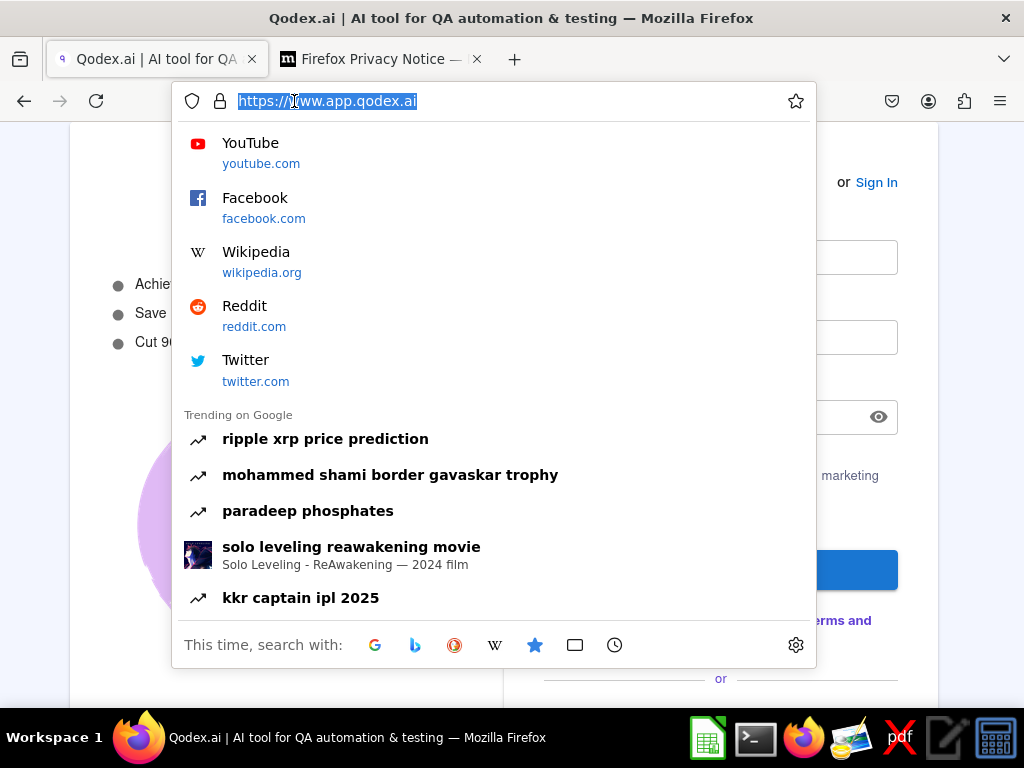 Qodex.ai | AI tool for QA automation & testing — Mozilla Firefox
Qodex.ai | AI tool for QA
Firefox Privacy Notice —
https://www.app.qodex.ai
YouTube
youtube.com
or Sign In
Facebook
facebook.com
Wikipedia
wikipedia.org
Achie
Reddit
Save
reddit.com
Cut 90
Twitter
twitter.com
Trending on Google
ripple xrp price prediction
mohammed shami border gavaskar trophy
marketing
paradeep phosphates
solo leveling reawakening movie
Solo Leveling - ReAwakening — 2024 film
kkr captain ipl 2025
erms and
This time, search with:
or
Workspace 1
Qodex.ai | AI tool for QA automation & testing — Mozilla Firefox
pdf